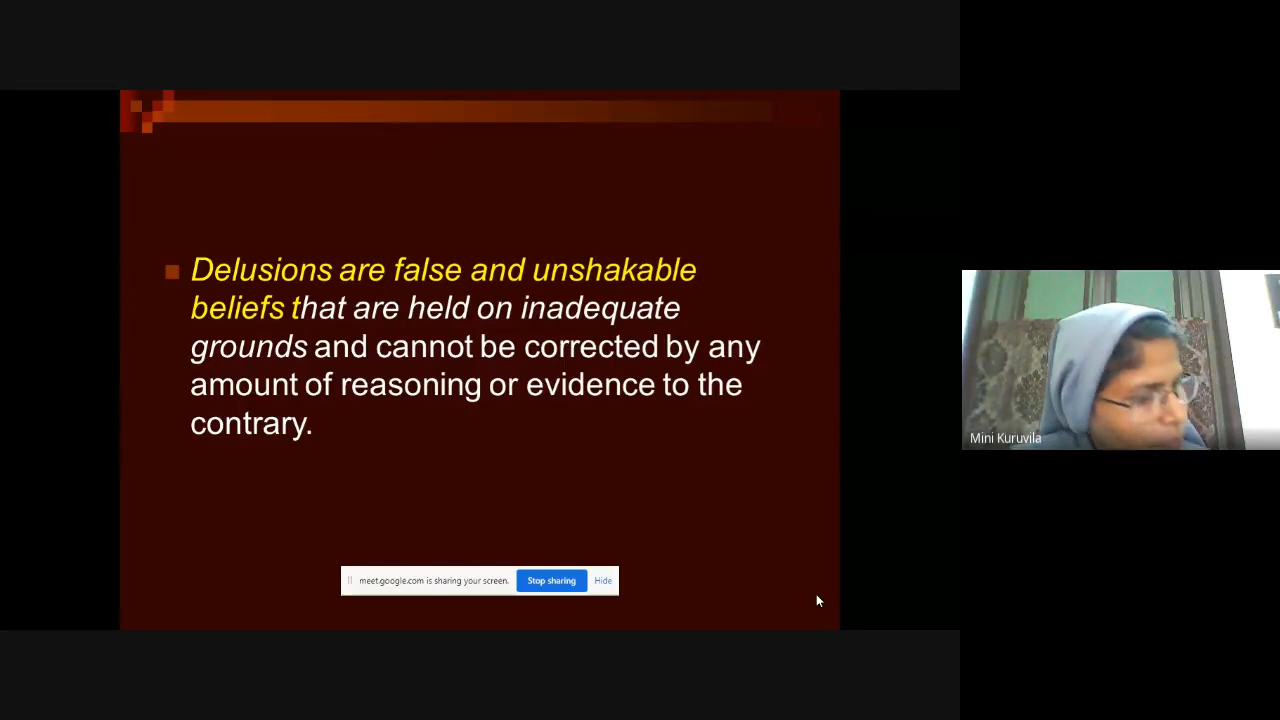 Delusions are false and unshakable
beliefs that are held on inadequate
grounds and cannot be corrected by any
amount of reasoning or evidence to the
contrary.
Mini Kuruvila
meet.google.com is sharing your screen. Stop sharing Hide